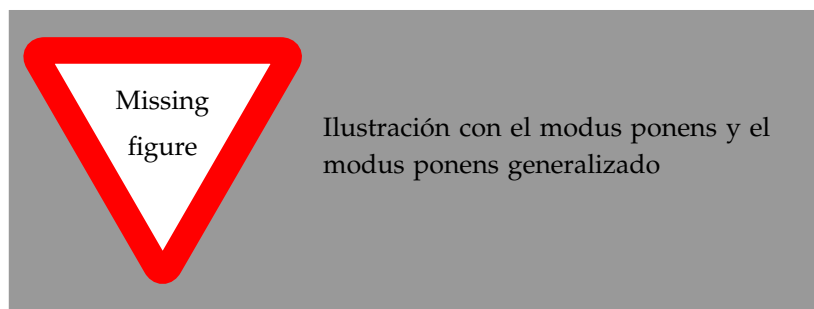 Missing
figure
Ilustración con el modus ponens y el
modus ponens generalizado